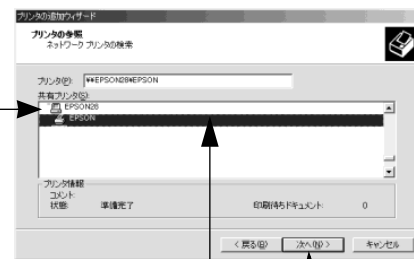 プリンタの追加ウィザード
プリンタの参照
ネットワーク プリンタの検索
プリンタ(P): ¥¥EPSON28¥EPSON
共有プリンタ(S):
EPSON28
EPSON
プリンタ情報
コメント:
状態: 準備完了 印刷待ちドキュメント: 0
< 戻る(B) 次へ(N) > キャンセル